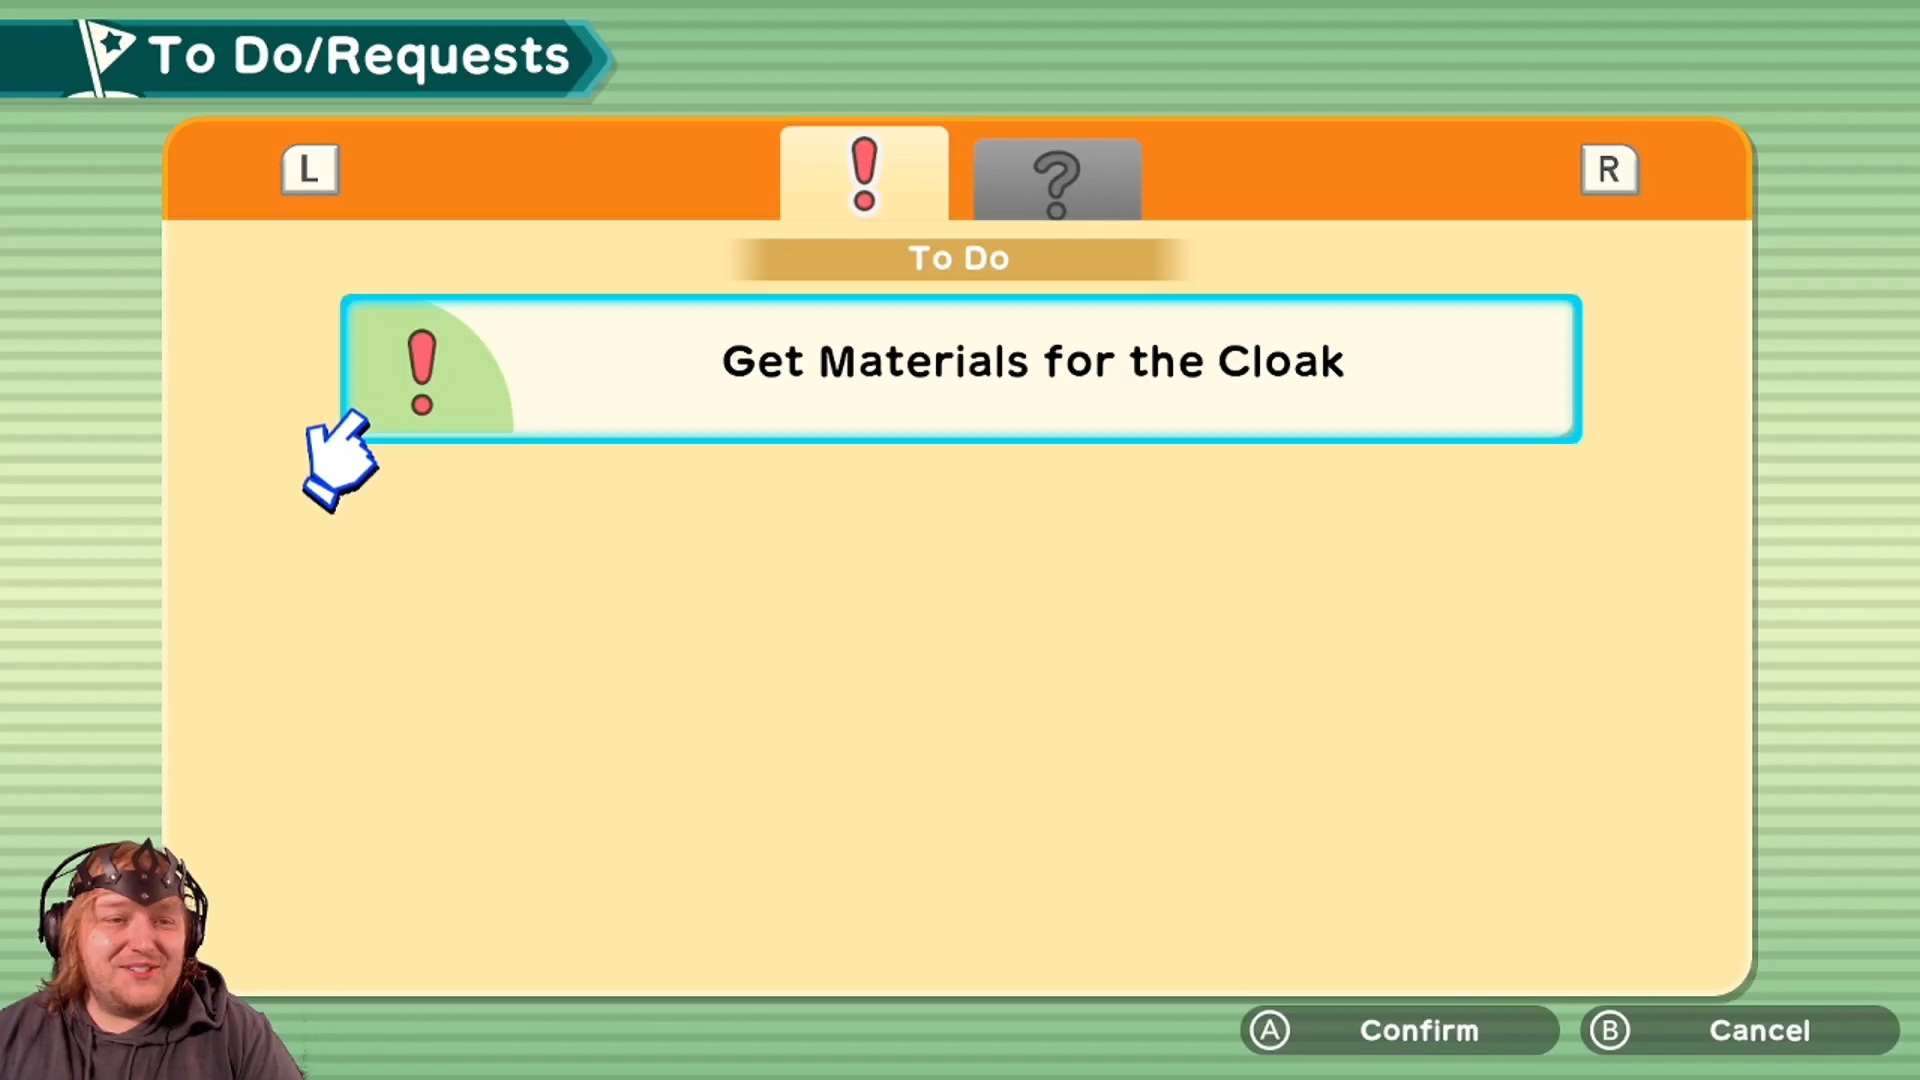 To Do/Requests
L
R
To Do
Get Materials for the Cloak
A Confirm
B Cancel